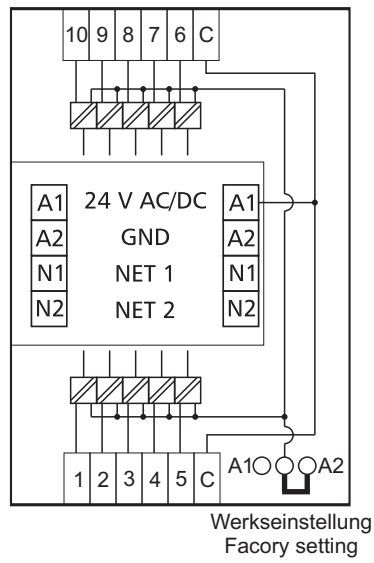 10 9 8 7 6 C
A1 24 V AC/DC A1
A2 GND A2
N1 NET 1 N1
N2 NET 2 N2
1 2 3 4 5 C
A1 A2
Werkseinstellung
Facory setting